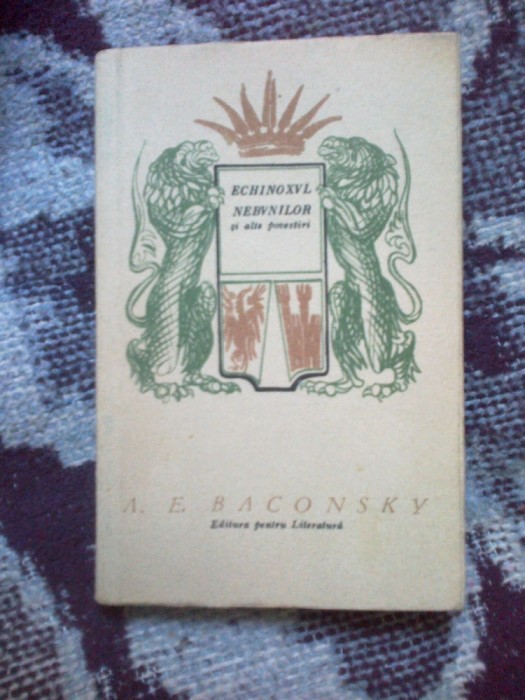 ECHINOXVL
NEBVNILOR
și alte povestiri
A. E. BACONSKY
Editura pentru Literatură